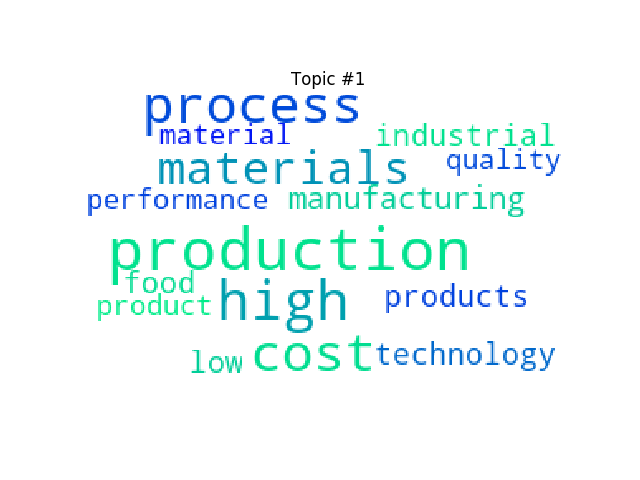 Topic #1
process
material industrial
materials quality
performance manufacturing
production
food
product high products
low cost technology